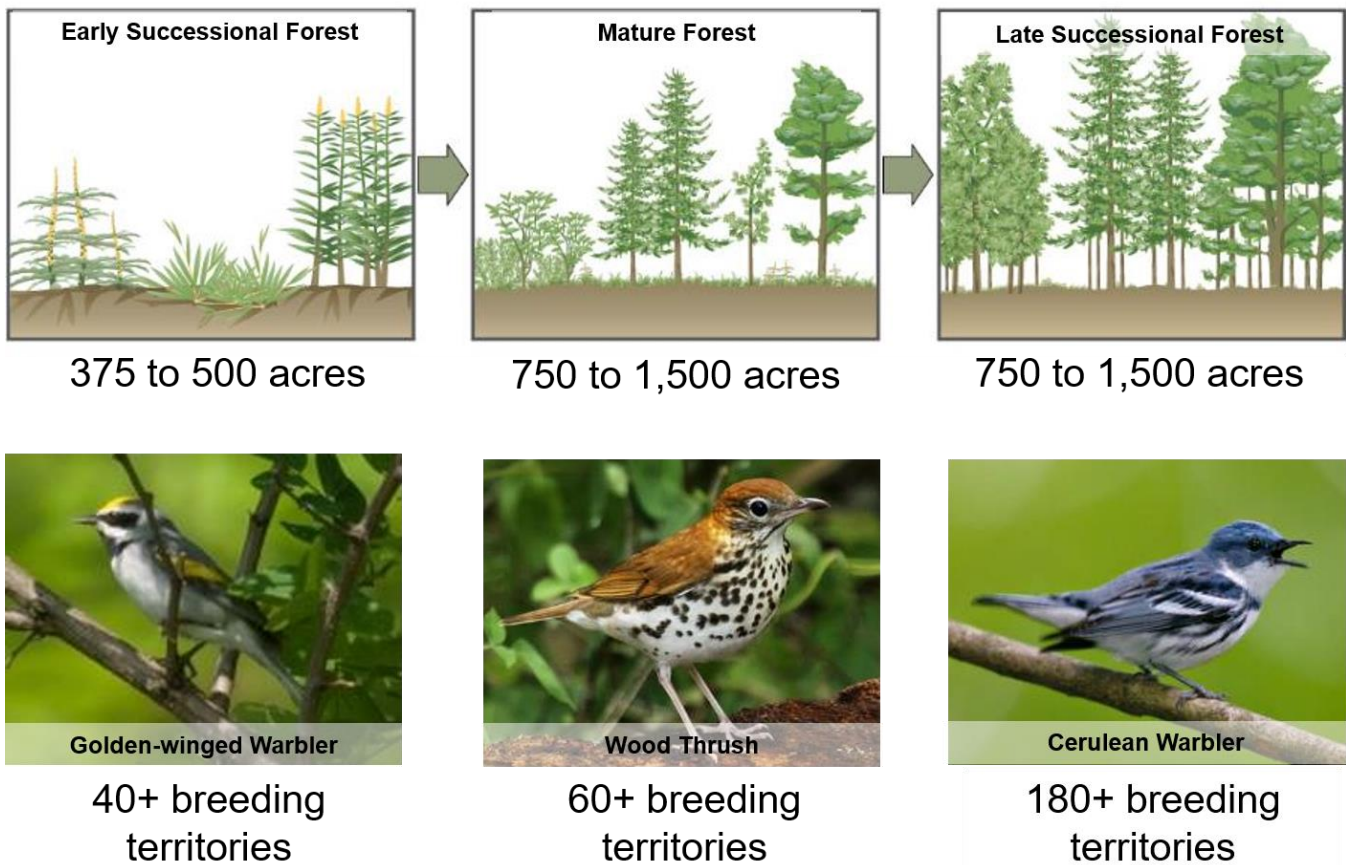 Early Successional Forest
Mature Forest
Late Successional Forest
375 to 500 acres
750 to 1,500 acres
750 to 1,500 acres
Golden-winged Warbler
Wood Thrush
Cerulean Warbler
40+ breeding
territories
60+ breeding
territories
180+ breeding
territories